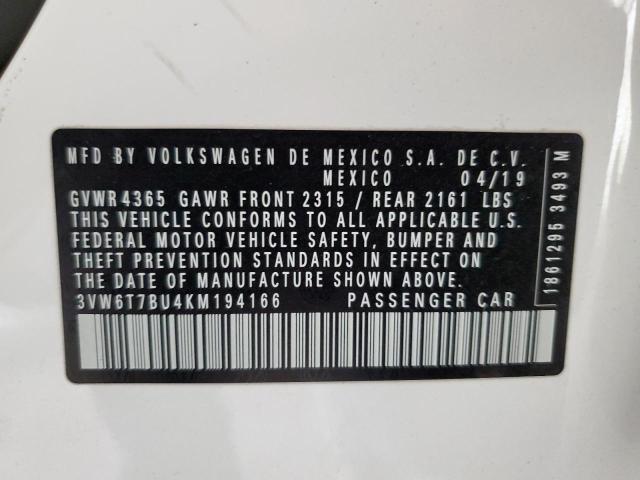 MFD BY VOLKSWAGEN DE MEXICO S.A. DE C.V.
MEXICO 04/19
GVWR 4365 GAWR FRONT 2315 / REAR 2161 LBS
THIS VEHICLE CONFORMS TO ALL APPLICABLE U.S.
FEDERAL MOTOR VEHICLE SAFETY, BUMPER AND
THEFT PREVENTION STANDARDS IN EFFECT ON
THE DATE OF MANUFACTURE SHOWN ABOVE.
3VW6T7BU4KM194166 PASSENGER CAR
1861295 3493 M